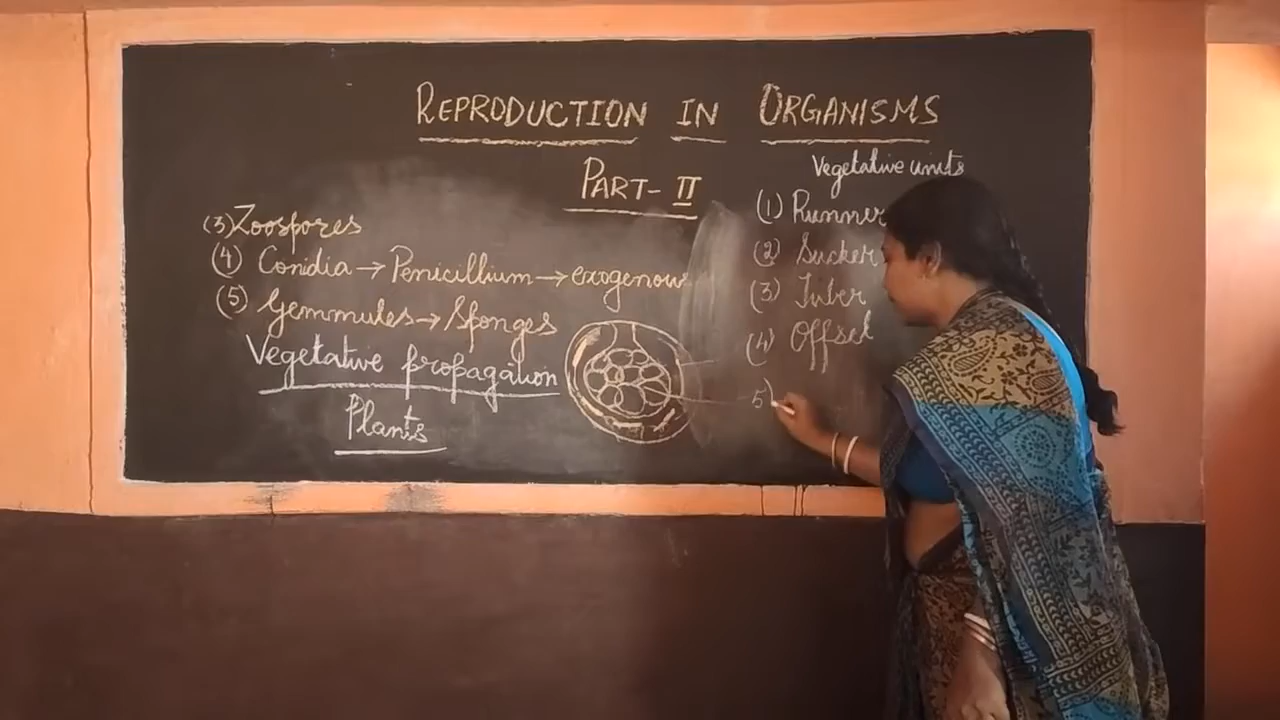 REPRODUCTION IN ORGANISMS
PART-II
(3) Zoospores
(4) Conidia → Penicillium → exogenous
(5) Gemmules → Sponges
Vegetative propagation
Plants
Vegetative units
(1) Runner
(2) Sucker
(3) Tuber
(4) Offset
5)